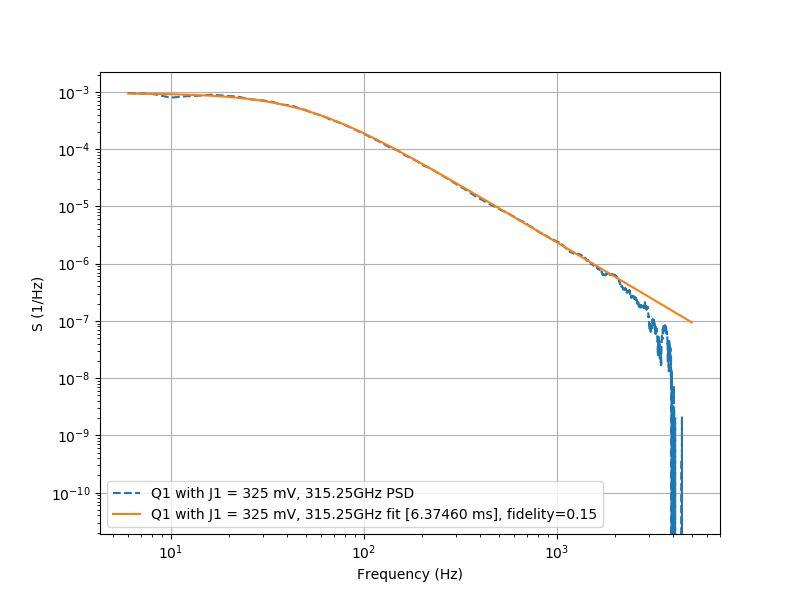 10⁻³
10⁻⁴
10⁻⁵
10⁻⁶
10⁻⁷
10⁻⁸
10⁻⁹
10⁻¹⁰
S (1/Hz)
Q1 with J1 = 325 mV, 315.25GHz PSD
Q1 with J1 = 325 mV, 315.25GHz fit [6.37460 ms], fidelity=0.15
10¹ 10² 10³
Frequency (Hz)